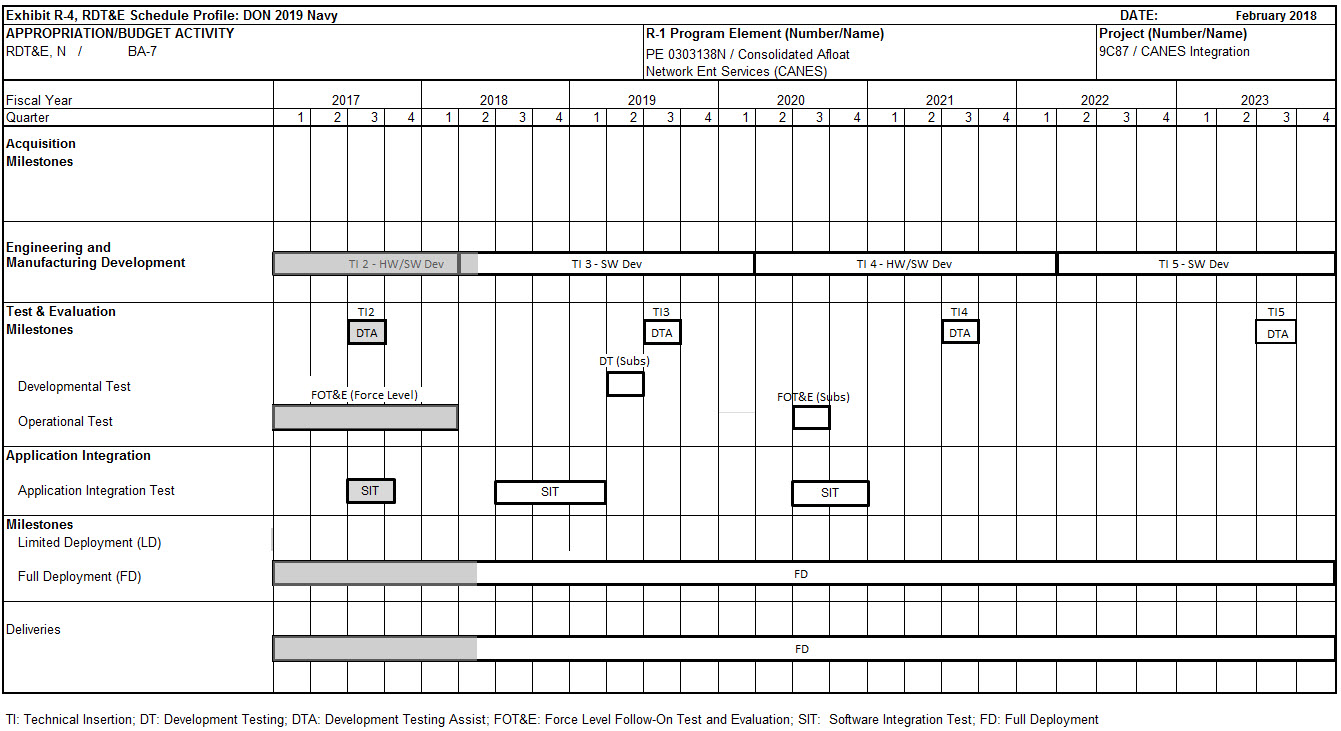 Exhibit R-4, RDT&E Schedule Profile: DON 2019 Navy DATE: February 2018
APPROPRIATION/BUDGET ACTIVITY R-1 Program Element (Number/Name) Project (Number/Name)
RDT&E, N / BA-7 PE 0303138N / Consolidated Afloat 9C87 / CANES Integration
Network Ent Services (CANES)
Fiscal Year 2017 2018 2019 2020 2021 2022 2023
Quarter 1 2 3 4 1 2 3 4 1 2 3 4 1 2 3 4 1 2 3 4 1 2 3 4 1 2 3 4
Acquisition
Milestones
Engineering and
Manufacturing Development TI 2 - HW/SW Dev TI 3 - SW Dev TI 4 - HW/SW Dev TI 5 - SW Dev
Test & Evaluation TI2 TI3 TI4 TI5
Milestones DTA DTA DTA DTA
DT (Subs)
Developmental Test
FOT&E (Force Level) FOT&E (Subs)
Operational Test
Application Integration
Application Integration Test SIT SIT SIT
Milestones
Limited Deployment (LD)
Full Deployment (FD) FD
Deliveries
FD
TI: Technical Insertion; DT: Development Testing; DTA: Development Testing Assist; FOT&E: Force Level Follow-On Test and Evaluation; SIT: Software Integration Test; FD: Full Deployment